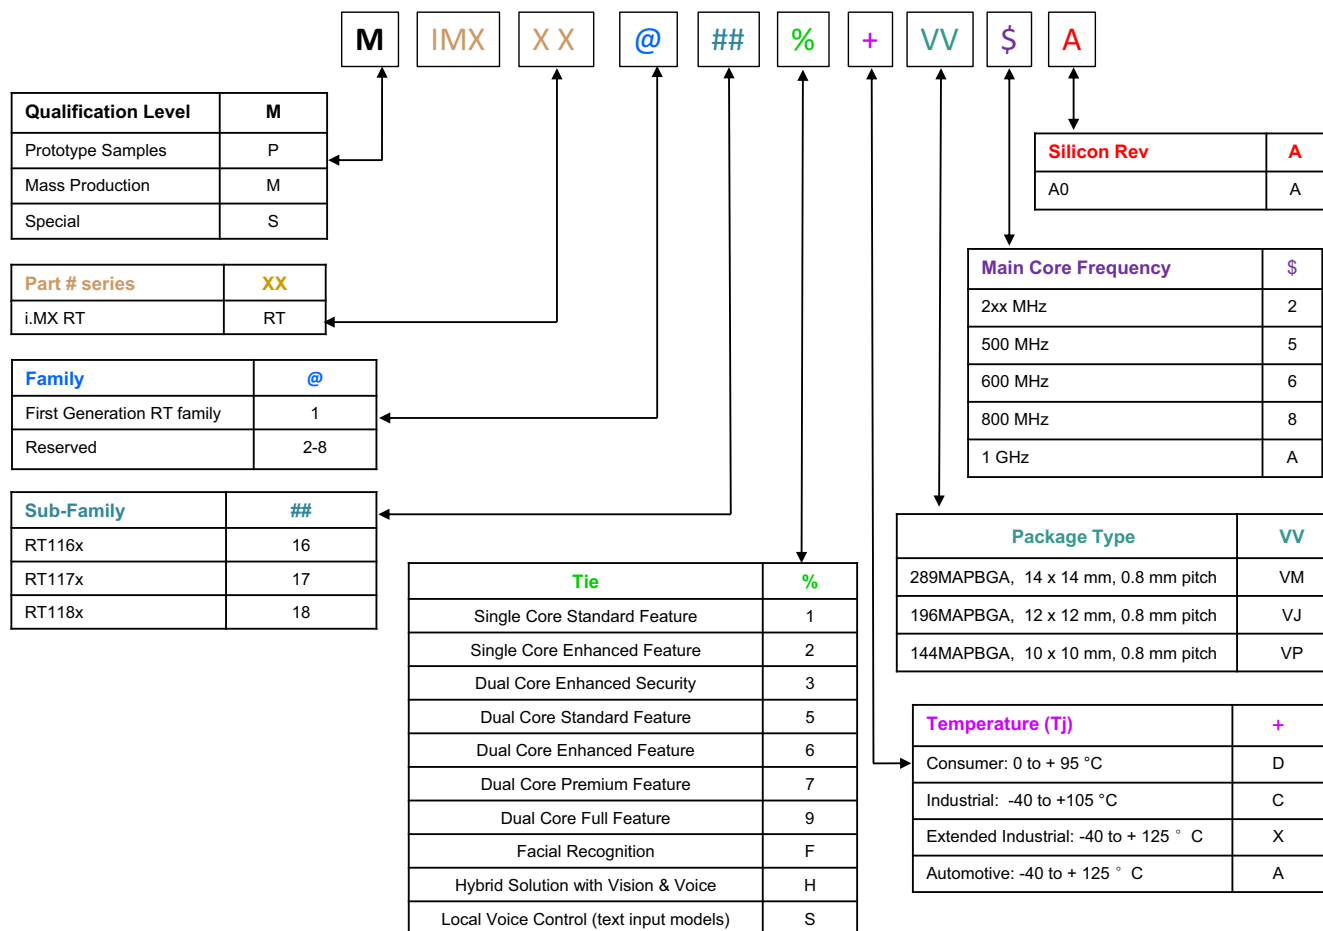 M IMX X X @ ## % + VV $ A
Qualification Level M
Prototype Samples P
Mass Production M
Special S
Part # series XX
i.MX RT RT
Family @
First Generation RT family 1
Reserved 2-8
Sub-Family ##
RT116x 16
RT117x 17
RT118x 18
Tie %
Single Core Standard Feature 1
Single Core Enhanced Feature 2
Dual Core Enhanced Security 3
Dual Core Standard Feature 5
Dual Core Enhanced Feature 6
Dual Core Premium Feature 7
Dual Core Full Feature 9
Facial Recognition F
Hybrid Solution with Vision & Voice H
Local Voice Control (text input models) S
Silicon Rev A
A0 A
Main Core Frequency $
2xx MHz 2
500 MHz 5
600 MHz 6
800 MHz 8
1 GHz A
Package Type VV
289MAPBGA, 14 x 14 mm, 0.8 mm pitch VM
196MAPBGA, 12 x 12 mm, 0.8 mm pitch VJ
144MAPBGA, 10 x 10 mm, 0.8 mm pitch VP
Temperature (Tj) +
Consumer: 0 to + 95 °C D
Industrial: -40 to +105 °C C
Extended Industrial: -40 to + 125 ° C X
Automotive: -40 to + 125 ° C A